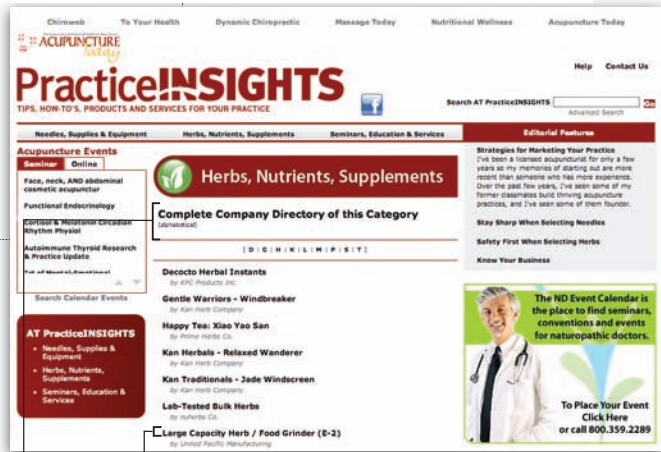 Chiroweb To Your Health Dynamic Chiropractic Massage Today Nutritional Wellness Acupuncture Today
ACUPUNCTURE
Today
PracticeINSIGHTS
TIPS, HOW-TO'S, PRODUCTS AND SERVICES FOR YOUR PRACTICE
f
Help Contact Us
Search AT PracticeINSIGHTS Go
Advanced Search
Needles, Supplies & Equipment Herbs, Nutrients, Supplements Seminars, Education & Services
Acupuncture Events
Seminar Online
Face, neck, AND abdominal
cosmetic acupunctur
Functional Endocrinology
Cortisol & Melatonin Circadian
Rhythm Physiol
Autoimmune Thyroid Research
& Practice Update
Art of Mental-Emotional
Search Calendar Events
AT PracticeINSIGHTS
Needles, Supplies &
Equipment
Herbs, Nutrients,
Supplements
Seminars, Education &
Services
Herbs, Nutrients, Supplements
Complete Company Directory of this Category
(alphabetical)
[ D | G | H | K | L | M | P | S | T ]
Decocto Herbal Instants
by KPC Products Inc.
Gentle Warriors - Windbreaker
by Kan Herb Company
Happy Tea: Xiao Yao San
by Prime Herbs Co.
Kan Herbals - Relaxed Wanderer
by Kan Herb Company
Kan Traditionals - Jade Windscreen
by Kan Herb Company
Lab-Tested Bulk Herbs
by nuherbs Co.
Large Capacity Herb / Food Grinder (E-2)
by United Pacific Manufacturing
Editorial Features
Strategies for Marketing Your Practice
I've been a licensed acupuncturist for only a few
years so my memories of starting out are more
recent than someone who has more experience.
Over the past few years, I've seen some of my
former classmates build thriving acupuncture
practices, and I've seen some of them founder.
Stay Sharp When Selecting Needles
Safety First When Selecting Herbs
Know Your Business
The ND Event Calendar is
the place to find seminars,
conventions and events
for naturopathic doctors.
To Place Your Event
Click Here
or call 800.359.2289